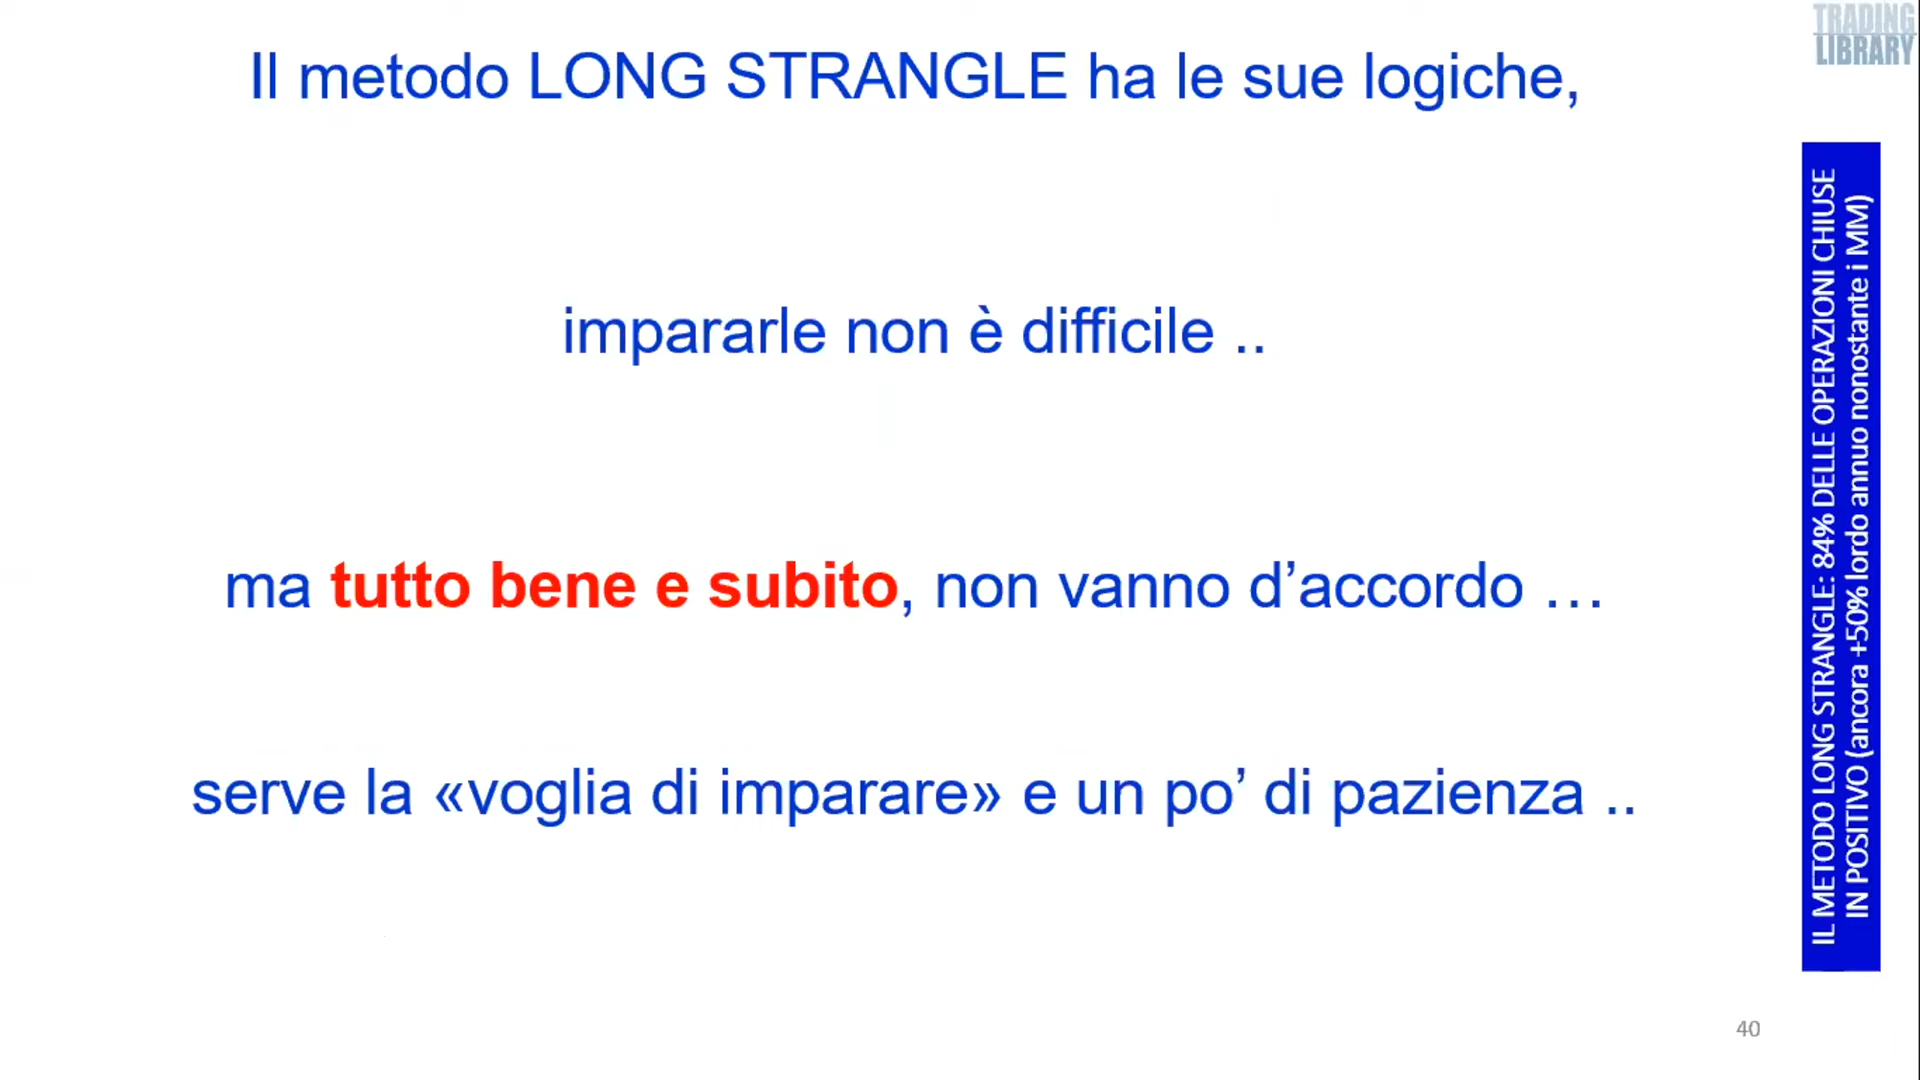 TRADING
LIBRARY
Il metodo LONG STRANGLE ha le sue logiche,
impararle non è difficile ..
ma tutto bene e subito, non vanno d’accordo …
serve la «voglia di imparare» e un po’ di pazienza ..
IL METODO LONG STRANGLE: 84% DELLE OPERAZIONI CHIUSE
IN POSITIVO (ancora +50% lordo annuo nonostante i MM)
40